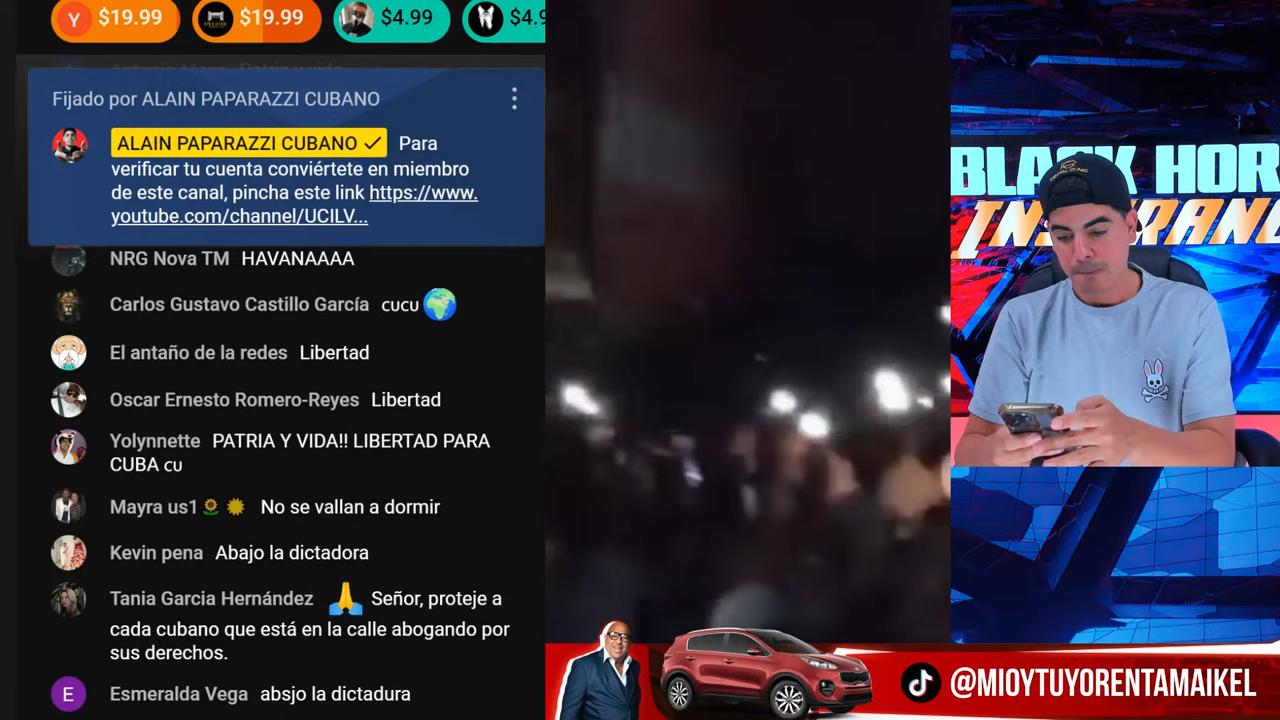 $19.99
$19.99
$4.99
$4.9
Fijado por ALAIN PAPARAZZI CUBANO
ALAIN PAPARAZZI CUBANO Para
verificar tu cuenta conviértete en miembro
de este canal, pincha este link https://www.
youtube.com/channel/UCILV...
NRG Nova TM HAVANAAAA
Carlos Gustavo Castillo García CUCU
El antaño de la redes Libertad
Oscar Ernesto Romero-Reyes Libertad
Yolynnette PATRIA Y VIDA!! LIBERTAD PARA
CUBA CU
Mayra us1 No se vallan a dormir
Kevin pena Abajo la dictadora
Tania Garcia Hernández Señor, proteje a
cada cubano que está en la calle abogando por
sus derechos.
E
Esmeralda Vega absjo la dictadura
BLACK HOR
INSURANC
@MIOYTUYORENTAMAIKEL